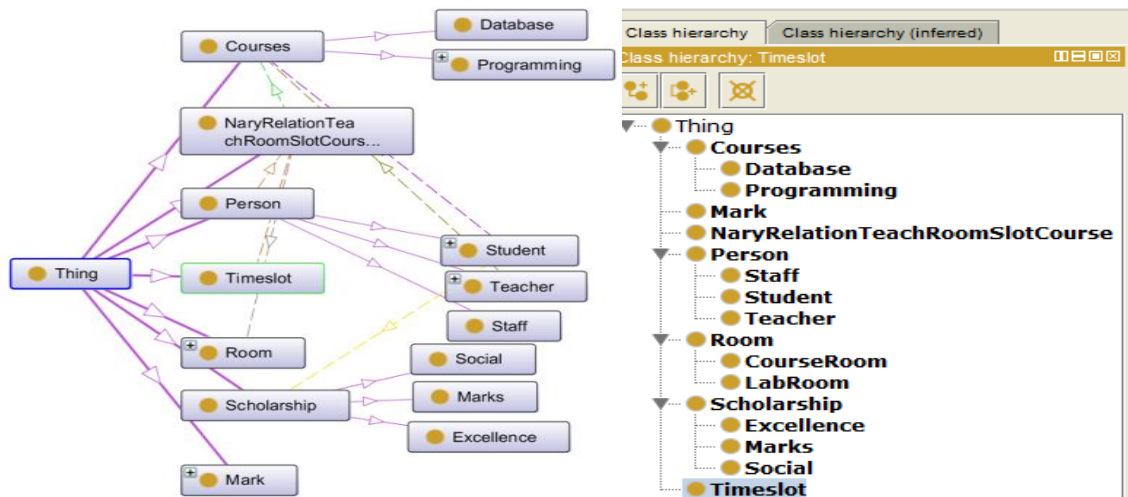 Database
Courses
Programming
NaryRelationTea
chRoomSlotCours...
Person
Student
Thing
Timeslot
Teacher
Staff
Room
Social
Scholarship
Marks
Excellence
Mark
Class hierarchy
Class hierarchy (inferred)
Class hierarchy: Timeslot
Thing
Courses
Database
Programming
Mark
NaryRelationTeachRoomSlotCourse
Person
Staff
Student
Teacher
Room
CourseRoom
LabRoom
Scholarship
Excellence
Marks
Social
Timeslot